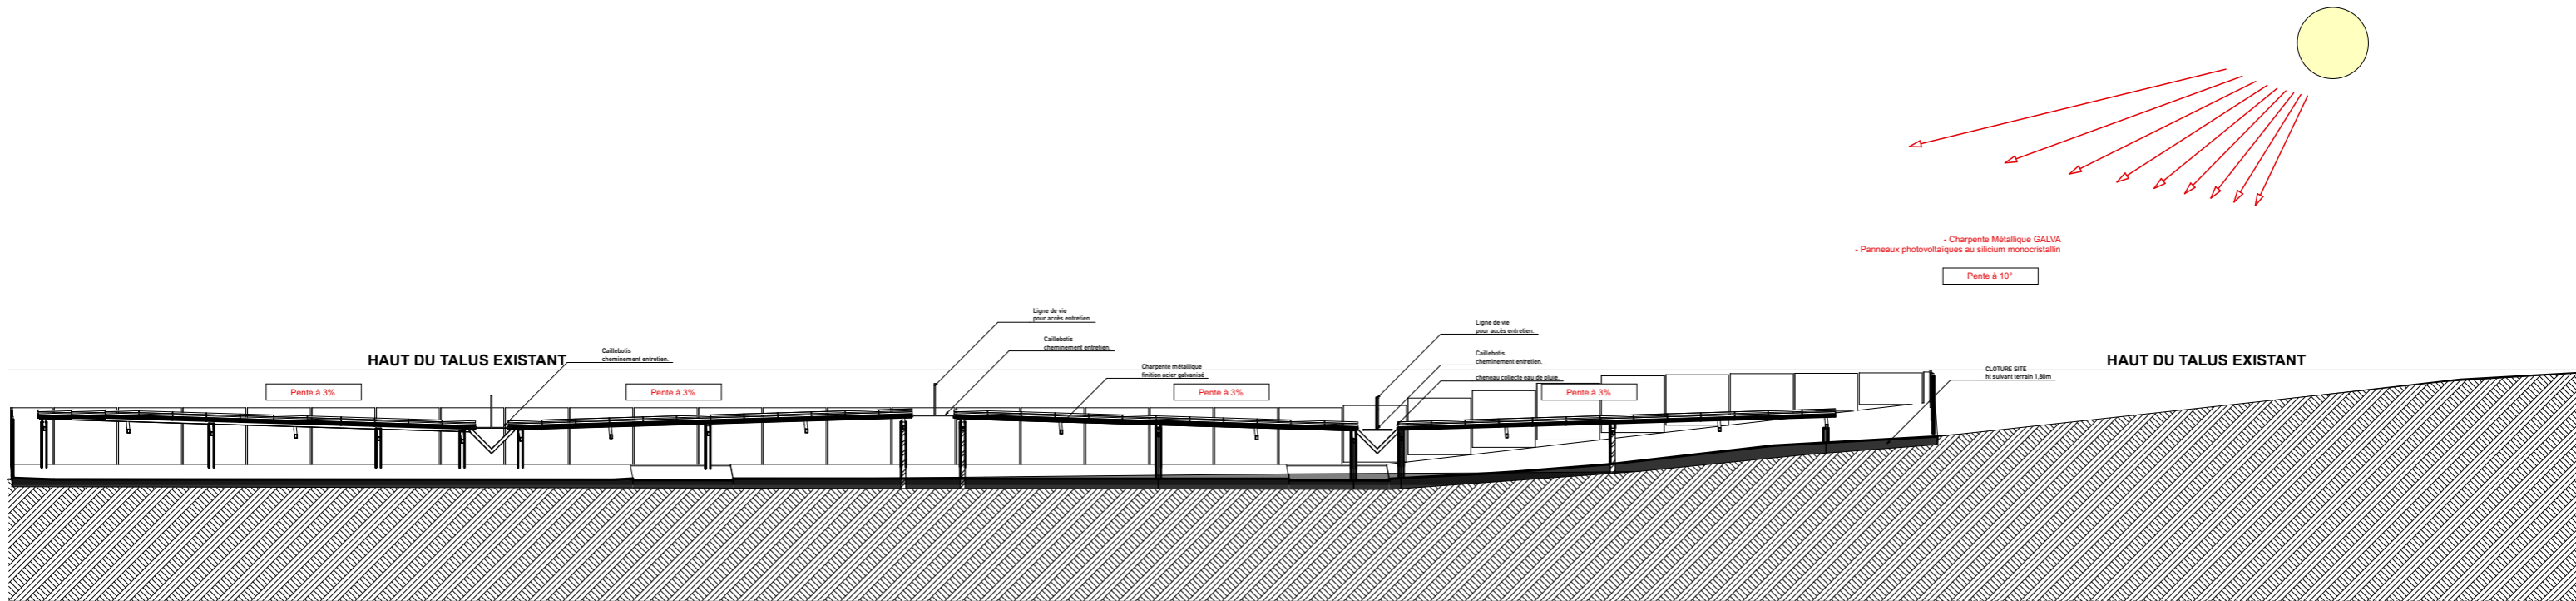 - Charpente Métallique GALVA
- Panneaux photovoltaïques au silicium monocristallin
Pente à 10°
Ligne de vie
pour accès entretien.
Ligne de vie
pour accès entretien.
Caillebotis
cheminement entretien.
Caillebotis
cheminement entretien.
Caillebotis
cheminement entretien.
HAUT DU TALUS EXISTANT
HAUT DU TALUS EXISTANT
Charpente métallique
finition acier galvanisé
cheneau collecte eau de pluie
CLOTURE SITE
ht suivant terrain 1,80m
Pente à 3%
Pente à 3%
Pente à 3%
Pente à 3%